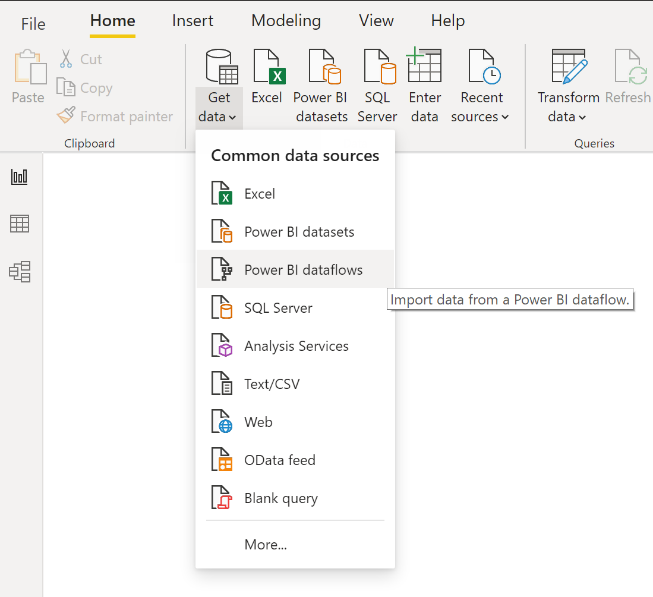 File Home Insert Modeling View Help
Paste
Cut
Copy
Format painter
Clipboard
Get data
Excel
Power BI datasets
SQL Server
Enter data
Recent sources
Transform data
Refresh
Queries
Common data sources
Excel
Power BI datasets
Power BI dataflows
Import data from a Power BI dataflow.
SQL Server
Analysis Services
Text/CSV
Web
OData feed
Blank query
More...